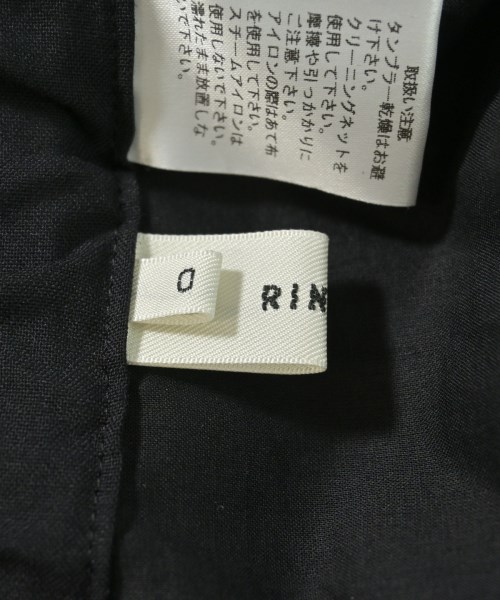 取扱い注意
タンブラー乾燥はお避
け下さい。
クリーニングネットを
使用して下さい。
摩擦や引っかかりに
ご注意下さい。
アイロンの際はあて布
を使用して下さい。
スチームアイロンは
使用しないで下さい。
濡れたまま放置しな
いで下さい。
0
RIN